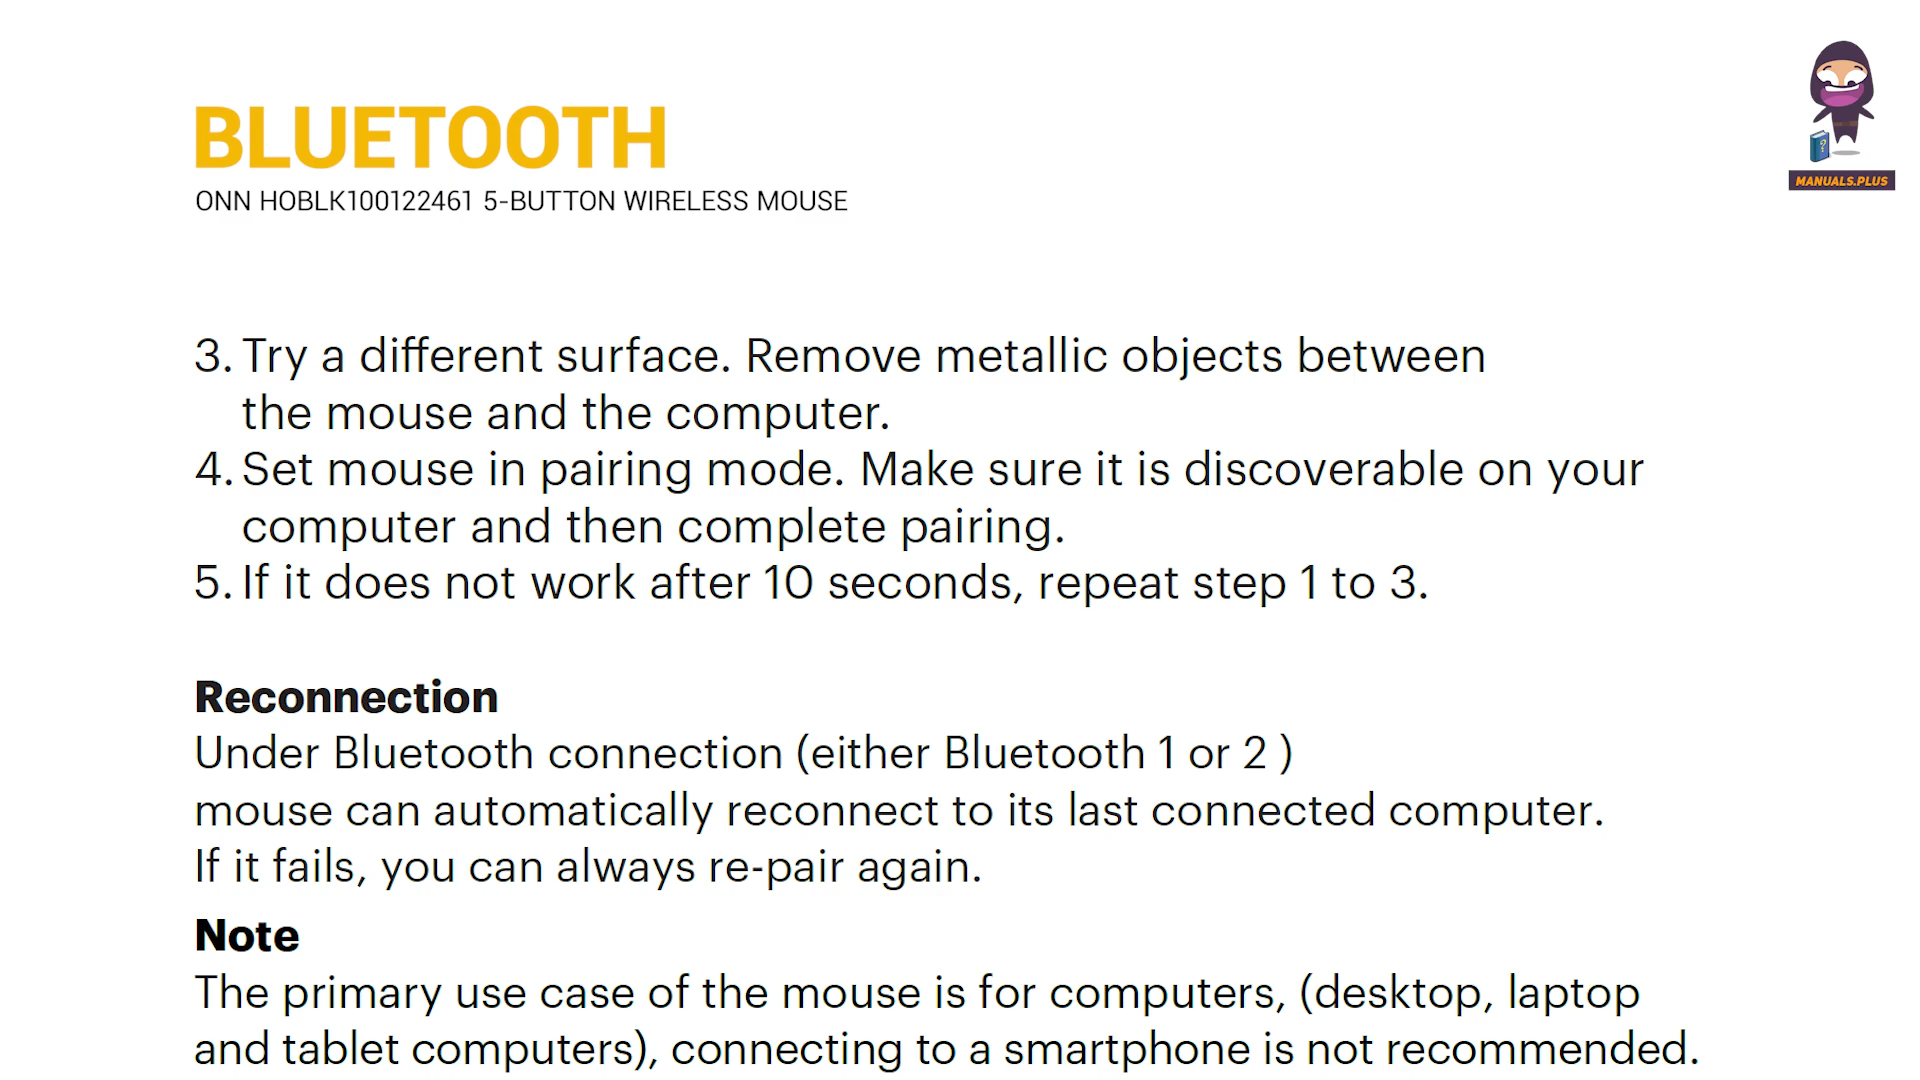 BLUETOOTH
ONN HOBLK100122461 5-BUTTON WIRELESS MOUSE
?
MANUALS.PLUS
3. Try a different surface. Remove metallic objects between
the mouse and the computer.
4. Set mouse in pairing mode. Make sure it is discoverable on your
computer and then complete pairing.
5. If it does not work after 10 seconds, repeat step 1 to 3.
Reconnection
Under Bluetooth connection (either Bluetooth 1 or 2 )
mouse can automatically reconnect to its last connected computer.
If it fails, you can always re-pair again.
Note
The primary use case of the mouse is for computers, (desktop, laptop
and tablet computers), connecting to a smartphone is not recommended.